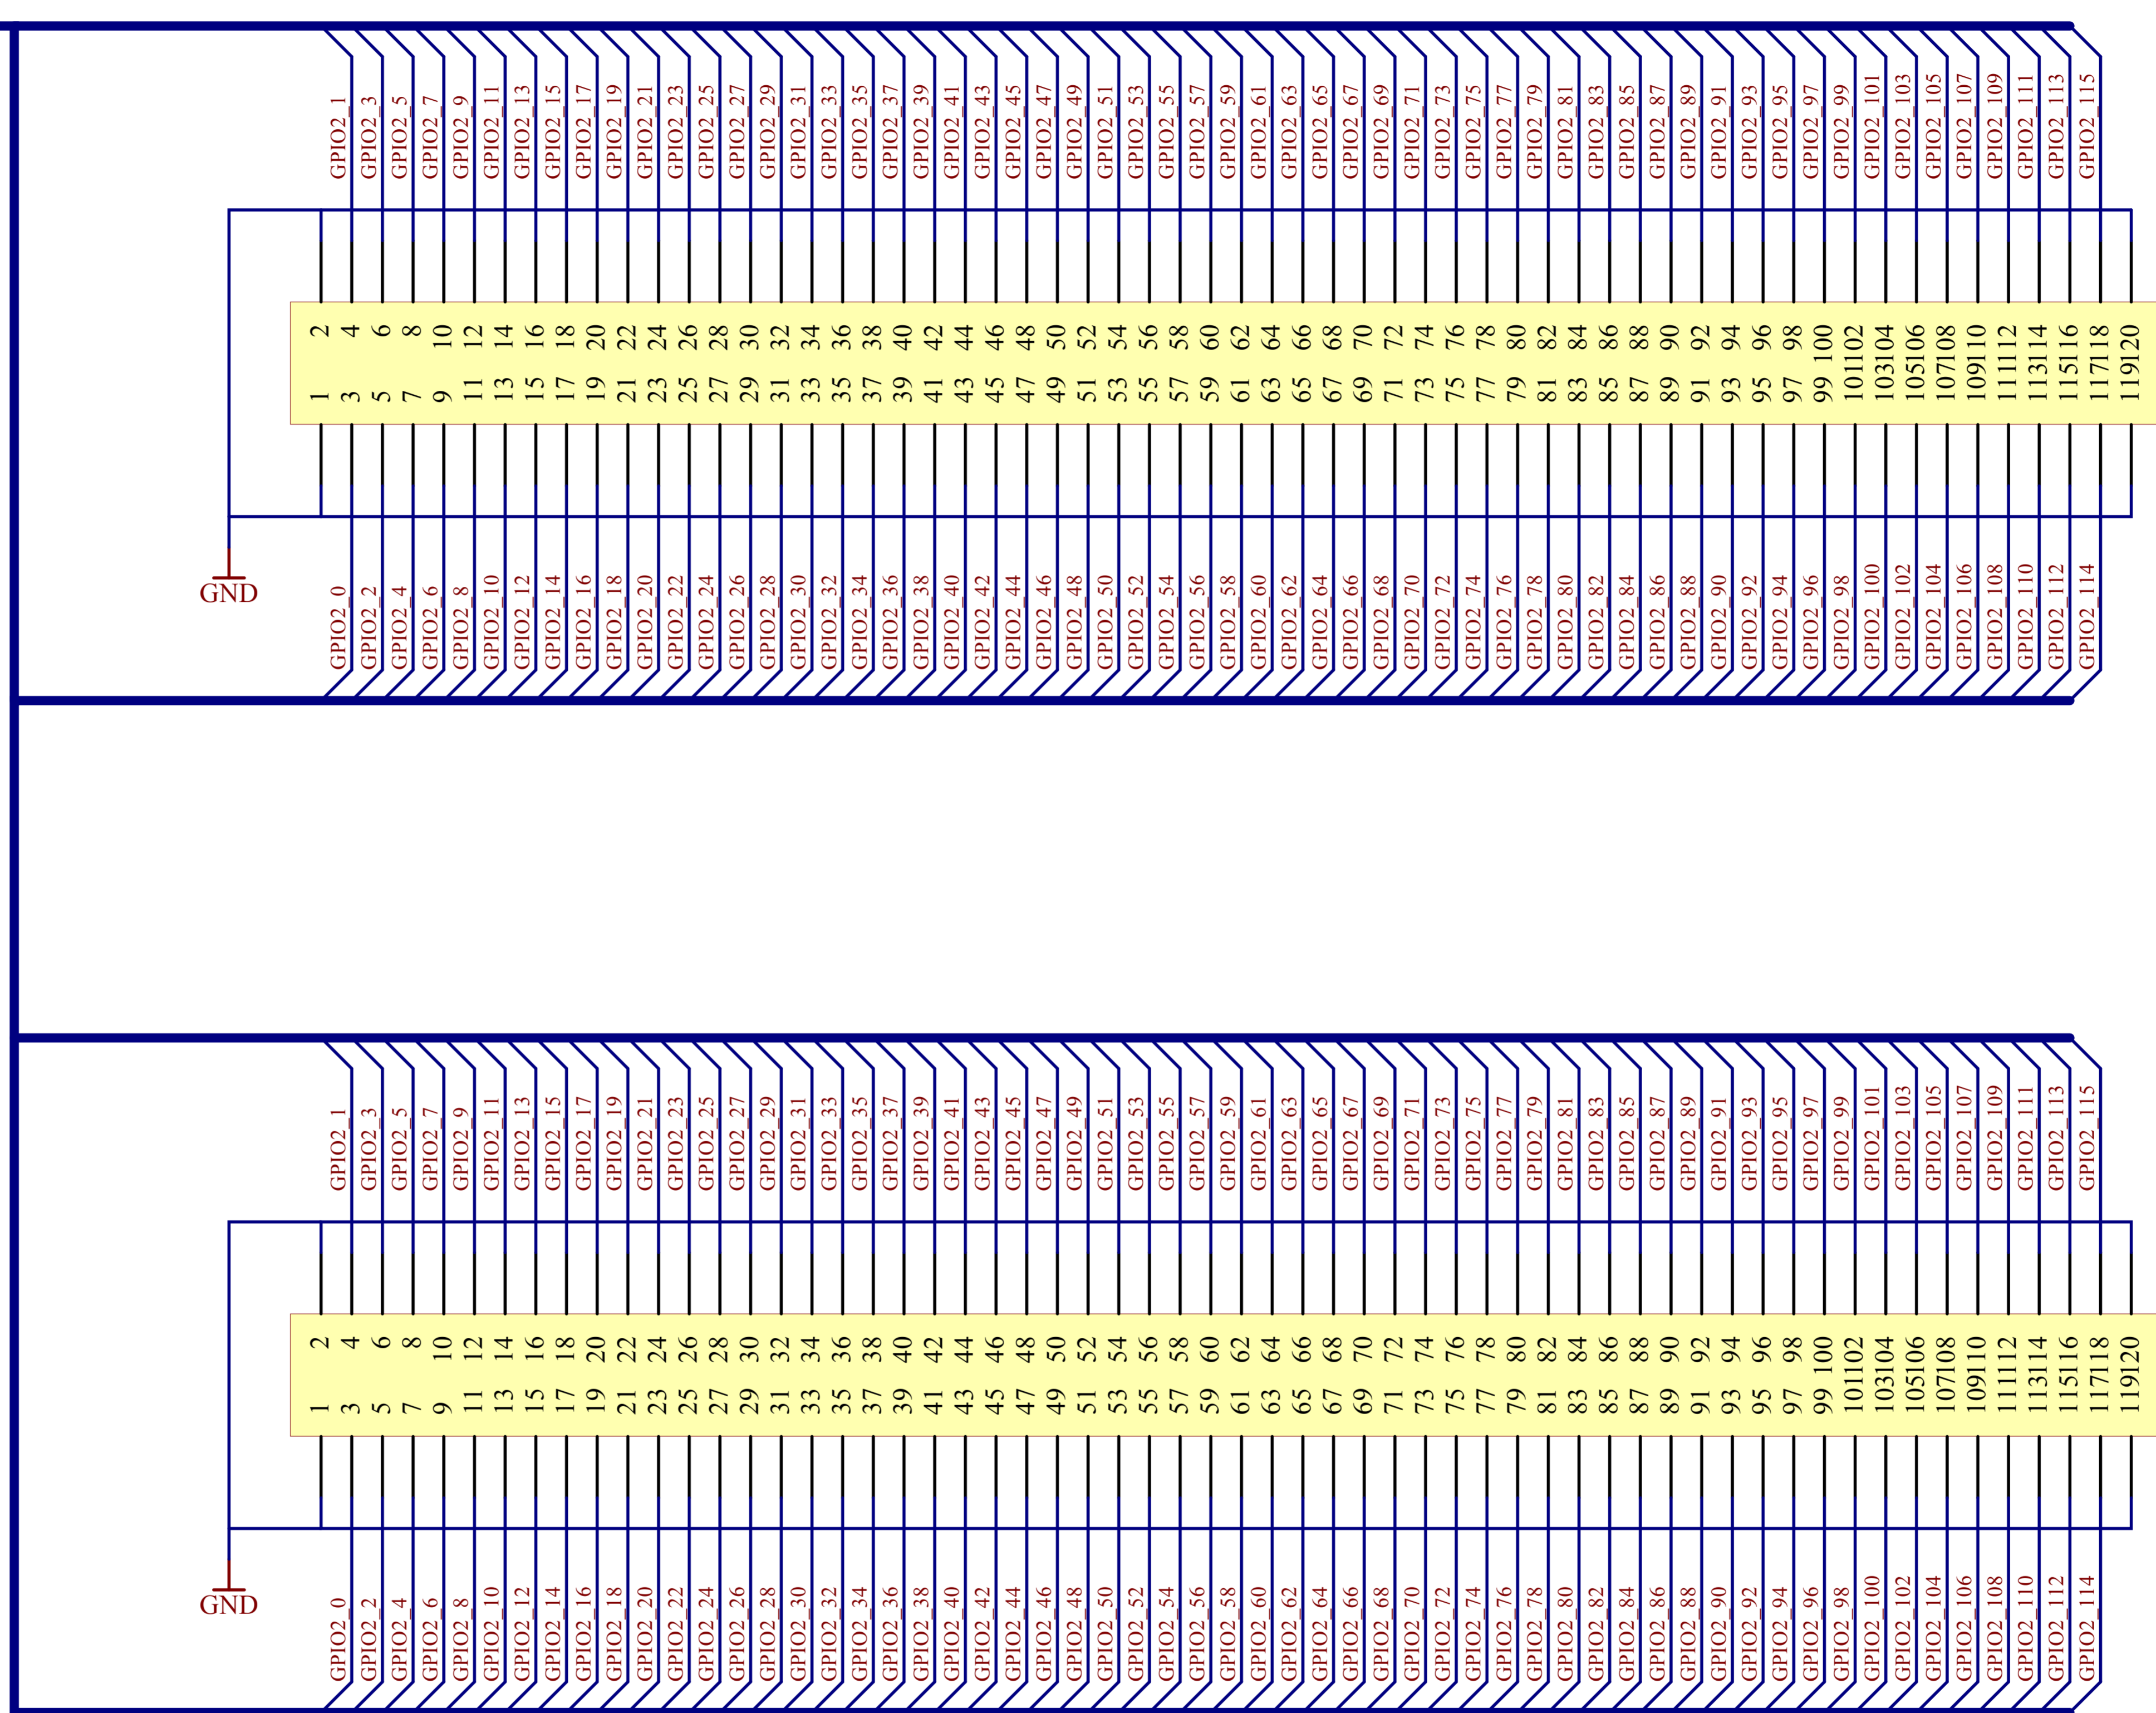 GPIO2_1 GPIO2_3 GPIO2_5 GPIO2_7 GPIO2_9 GPIO2_11 GPIO2_13 GPIO2_15 GPIO2_17 GPIO2_19 GPIO2_21 GPIO2_23 GPIO2_25 GPIO2_27 GPIO2_29 GPIO2_31 GPIO2_33 GPIO2_35 GPIO2_37 GPIO2_39 GPIO2_41 GPIO2_43 GPIO2_45 GPIO2_47 GPIO2_49 GPIO2_51 GPIO2_53 GPIO2_55 GPIO2_57 GPIO2_59 GPIO2_61 GPIO2_63 GPIO2_65 GPIO2_67 GPIO2_69 GPIO2_71 GPIO2_73 GPIO2_75 GPIO2_77 GPIO2_79 GPIO2_81 GPIO2_83 GPIO2_85 GPIO2_87 GPIO2_89 GPIO2_91 GPIO2_93 GPIO2_95 GPIO2_97 GPIO2_99 GPIO2_101 GPIO2_103 GPIO2_105 GPIO2_107 GPIO2_109 GPIO2_111 GPIO2_113 GPIO2_115
2 4 6 8 10 12 14 16 18 20 22 24 26 28 30 32 34 36 38 40 42 44 46 48 50 52 54 56 58 60 62 64 66 68 70 72 74 76 78 80 82 84 86 88 90 92 94 96 98 100 102 104 106 108 110 112 114 116 118 120
1 3 5 7 9 11 13 15 17 19 21 23 25 27 29 31 33 35 37 39 41 43 45 47 49 51 53 55 57 59 61 63 65 67 69 71 73 75 77 79 81 83 85 87 89 91 93 95 97 99 101 103 105 107 109 111 113 115 117 119
GND
GPIO2_0 GPIO2_2 GPIO2_4 GPIO2_6 GPIO2_8 GPIO2_10 GPIO2_12 GPIO2_14 GPIO2_16 GPIO2_18 GPIO2_20 GPIO2_22 GPIO2_24 GPIO2_26 GPIO2_28 GPIO2_30 GPIO2_32 GPIO2_34 GPIO2_36 GPIO2_38 GPIO2_40 GPIO2_42 GPIO2_44 GPIO2_46 GPIO2_48 GPIO2_50 GPIO2_52 GPIO2_54 GPIO2_56 GPIO2_58 GPIO2_60 GPIO2_62 GPIO2_64 GPIO2_66 GPIO2_68 GPIO2_70 GPIO2_72 GPIO2_74 GPIO2_76 GPIO2_78 GPIO2_80 GPIO2_82 GPIO2_84 GPIO2_86 GPIO2_88 GPIO2_90 GPIO2_92 GPIO2_94 GPIO2_96 GPIO2_98 GPIO2_100 GPIO2_102 GPIO2_104 GPIO2_106 GPIO2_108 GPIO2_110 GPIO2_112 GPIO2_114
GPIO2_1 GPIO2_3 GPIO2_5 GPIO2_7 GPIO2_9 GPIO2_11 GPIO2_13 GPIO2_15 GPIO2_17 GPIO2_19 GPIO2_21 GPIO2_23 GPIO2_25 GPIO2_27 GPIO2_29 GPIO2_31 GPIO2_33 GPIO2_35 GPIO2_37 GPIO2_39 GPIO2_41 GPIO2_43 GPIO2_45 GPIO2_47 GPIO2_49 GPIO2_51 GPIO2_53 GPIO2_55 GPIO2_57 GPIO2_59 GPIO2_61 GPIO2_63 GPIO2_65 GPIO2_67 GPIO2_69 GPIO2_71 GPIO2_73 GPIO2_75 GPIO2_77 GPIO2_79 GPIO2_81 GPIO2_83 GPIO2_85 GPIO2_87 GPIO2_89 GPIO2_91 GPIO2_93 GPIO2_95 GPIO2_97 GPIO2_99 GPIO2_101 GPIO2_103 GPIO2_105 GPIO2_107 GPIO2_109 GPIO2_111 GPIO2_113 GPIO2_115
2 4 6 8 10 12 14 16 18 20 22 24 26 28 30 32 34 36 38 40 42 44 46 48 50 52 54 56 58 60 62 64 66 68 70 72 74 76 78 80 82 84 86 88 90 92 94 96 98 100 102 104 106 108 110 112 114 116 118 120
1 3 5 7 9 11 13 15 17 19 21 23 25 27 29 31 33 35 37 39 41 43 45 47 49 51 53 55 57 59 61 63 65 67 69 71 73 75 77 79 81 83 85 87 89 91 93 95 97 99 101 103 105 107 109 111 113 115 117 119
GND
GPIO2_0 GPIO2_2 GPIO2_4 GPIO2_6 GPIO2_8 GPIO2_10 GPIO2_12 GPIO2_14 GPIO2_16 GPIO2_18 GPIO2_20 GPIO2_22 GPIO2_24 GPIO2_26 GPIO2_28 GPIO2_30 GPIO2_32 GPIO2_34 GPIO2_36 GPIO2_38 GPIO2_40 GPIO2_42 GPIO2_44 GPIO2_46 GPIO2_48 GPIO2_50 GPIO2_52 GPIO2_54 GPIO2_56 GPIO2_58 GPIO2_60 GPIO2_62 GPIO2_64 GPIO2_66 GPIO2_68 GPIO2_70 GPIO2_72 GPIO2_74 GPIO2_76 GPIO2_78 GPIO2_80 GPIO2_82 GPIO2_84 GPIO2_86 GPIO2_88 GPIO2_90 GPIO2_92 GPIO2_94 GPIO2_96 GPIO2_98 GPIO2_100 GPIO2_102 GPIO2_104 GPIO2_106 GPIO2_108 GPIO2_110 GPIO2_112 GPIO2_114